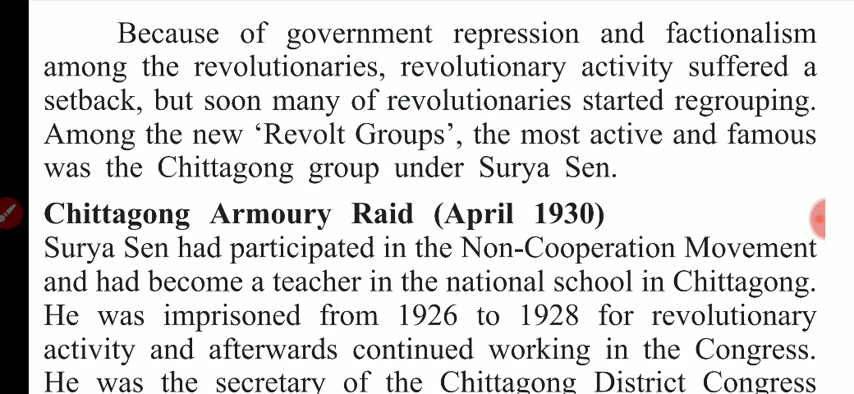 Because of government repression and factionalism
among the revolutionaries, revolutionary activity suffered a
setback, but soon many of revolutionaries started regrouping.
Among the new ‘Revolt Groups’, the most active and famous
was the Chittagong group under Surya Sen.
Chittagong Armoury Raid (April 1930)
Surya Sen had participated in the Non-Cooperation Movement
and had become a teacher in the national school in Chittagong.
He was imprisoned from 1926 to 1928 for revolutionary
activity and afterwards continued working in the Congress.
He was the secretary of the Chittagong District Congress